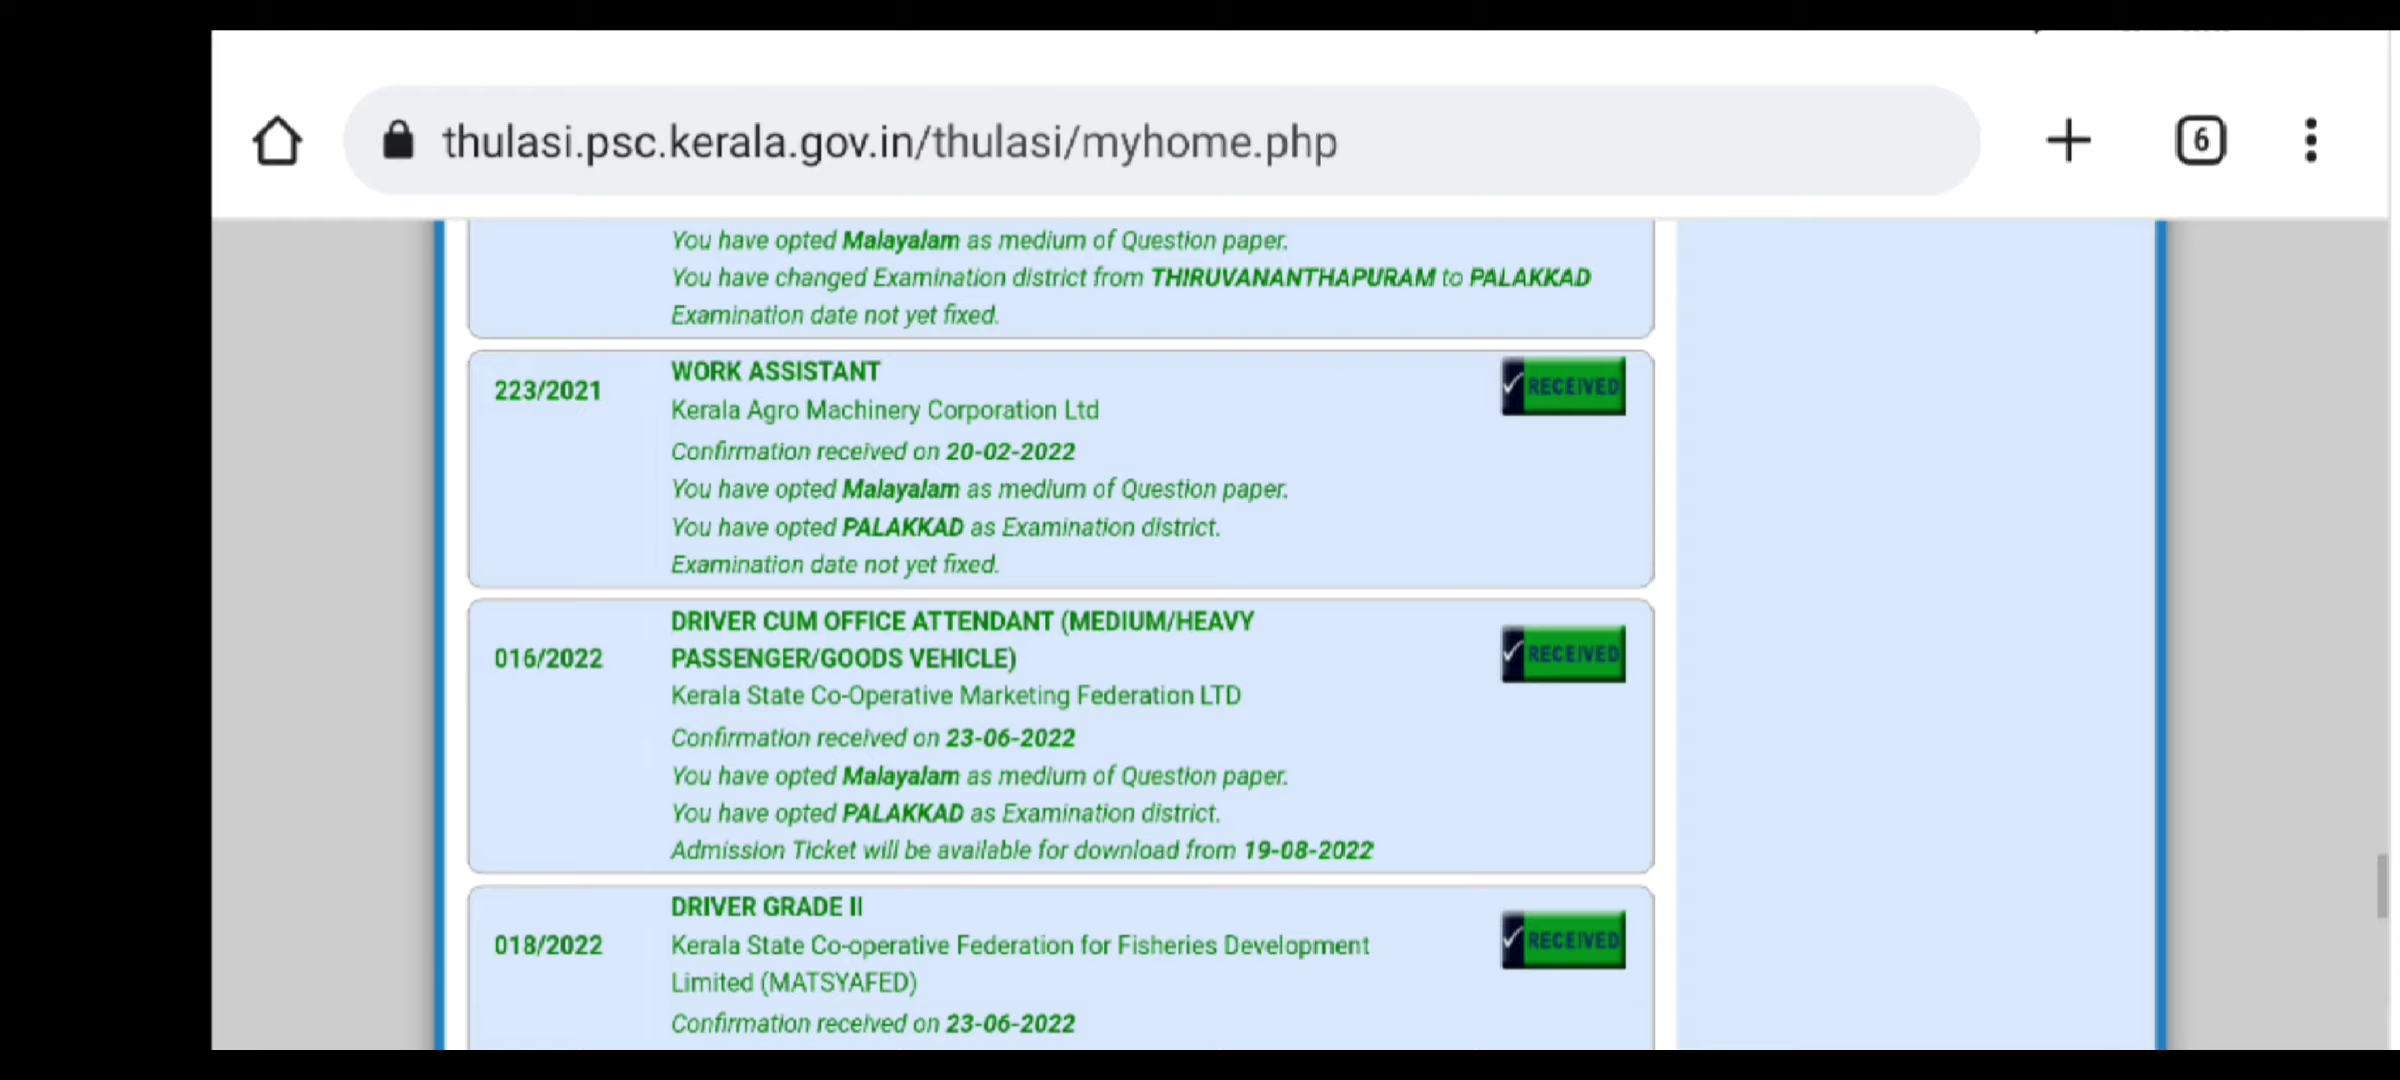 thulasi.psc.kerala.gov.in/thulasi/myhome.php
6
You have opted Malayalam as medium of Question paper.
You have changed Examination district from THIRUVANANTHAPURAM to PALAKKAD
Examination date not yet fixed.
223/2021
WORK ASSISTANT
RECEIVED
Kerala Agro Machinery Corporation Ltd
Confirmation received on 20-02-2022
You have opted Malayalam as medium of Question paper.
You have opted PALAKKAD as Examination district.
Examination date not yet fixed.
016/2022
DRIVER CUM OFFICE ATTENDANT (MEDIUM/HEAVY
PASSENGER/GOODS VEHICLE)
RECEIVED
Kerala State Co-Operative Marketing Federation LTD
Confirmation received on 23-06-2022
You have opted Malayalam as medium of Question paper.
You have opted PALAKKAD as Examination district.
Admission Ticket will be available for download from 19-08-2022
018/2022
DRIVER GRADE II
RECEIVED
Kerala State Co-operative Federation for Fisheries Development
Limited (MATSYAFED)
Confirmation received on 23-06-2022